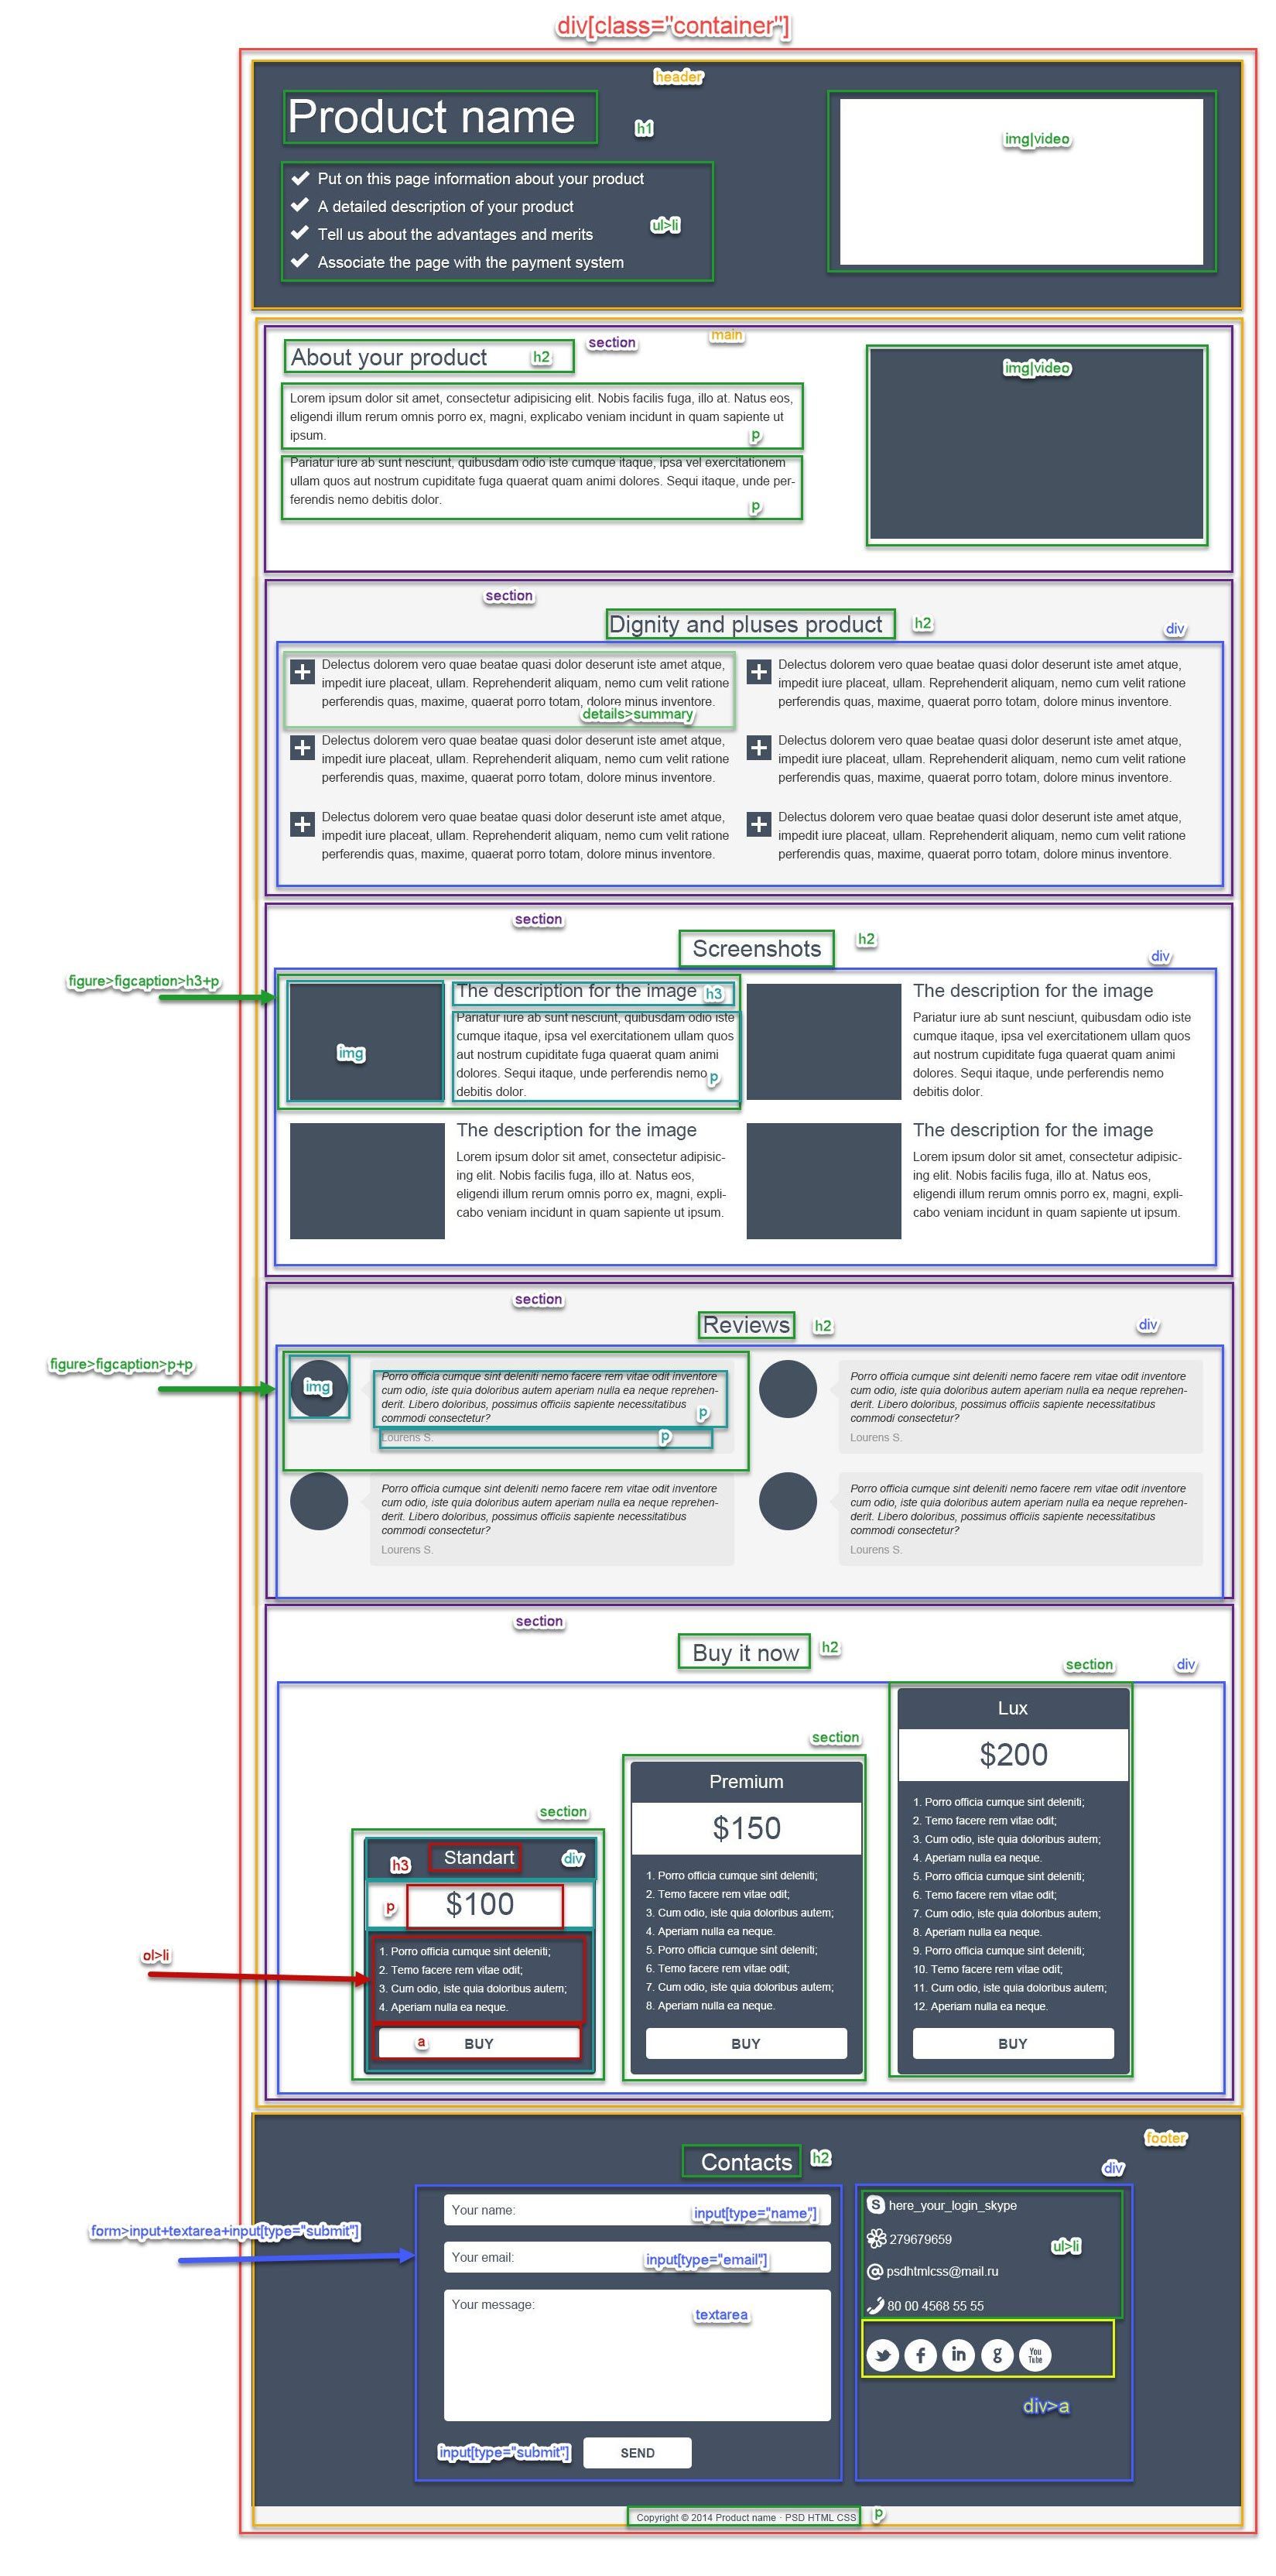 div[class="container"]
header
Product name
h1
img|video
Put on this page information about your product
A detailed description of your product
Tell us about the advantages and merits
ul>li
Associate the page with the payment system
main
section
About your product
h2
img|video
Lorem ipsum dolor sit amet, consectetur adipisicing elit. Nobis facilis fuga, illo at. Natus eos,
eligendi illum rerum omnis porro ex, magni, explicabo veniam incidunt in quam sapiente ut
ipsum.
p
Pariatur iure ab sunt nesciunt, quibusdam odio iste cumque itaque, ipsa vel exercitationem
ullam quos aut nostrum cupiditate fuga quaerat quam animi dolores. Sequi itaque, unde per-
ferendis nemo debitis dolor.
p
section
Dignity and pluses product
h2
div
Delectus dolorem vero quae beatae quasi dolor deserunt iste amet atque,
impedit iure placeat, ullam. Reprehenderit aliquam, nemo cum velit ratione
perferendis quas, maxime, quaerat porro totam, dolore minus inventore.
details>summary
Delectus dolorem vero quae beatae quasi dolor deserunt iste amet atque,
impedit iure placeat, ullam. Reprehenderit aliquam, nemo cum velit ratione
perferendis quas, maxime, quaerat porro totam, dolore minus inventore.
Delectus dolorem vero quae beatae quasi dolor deserunt iste amet atque,
impedit iure placeat, ullam. Reprehenderit aliquam, nemo cum velit ratione
perferendis quas, maxime, quaerat porro totam, dolore minus inventore.
Delectus dolorem vero quae beatae quasi dolor deserunt iste amet atque,
impedit iure placeat, ullam. Reprehenderit aliquam, nemo cum velit ratione
perferendis quas, maxime, quaerat porro totam, dolore minus inventore.
Delectus dolorem vero quae beatae quasi dolor deserunt iste amet atque,
impedit iure placeat, ullam. Reprehenderit aliquam, nemo cum velit ratione
perferendis quas, maxime, quaerat porro totam, dolore minus inventore.
Delectus dolorem vero quae beatae quasi dolor deserunt iste amet atque,
impedit iure placeat, ullam. Reprehenderit aliquam, nemo cum velit ratione
perferendis quas, maxime, quaerat porro totam, dolore minus inventore.
section
Screenshots
h2
div
figure>figcaption>h3+p
img
The description for the image
h3
Pariatur iure ab sunt nesciunt, quibusdam odio iste
cumque itaque, ipsa vel exercitationem ullam quos
aut nostrum cupiditate fuga quaerat quam animi
dolores. Sequi itaque, unde perferendis nemo
debitis dolor.
p
The description for the image
Pariatur iure ab sunt nesciunt, quibusdam odio iste
cumque itaque, ipsa vel exercitationem ullam quos
aut nostrum cupiditate fuga quaerat quam animi
dolores. Sequi itaque, unde perferendis nemo
debitis dolor.
The description for the image
Lorem ipsum dolor sit amet, consectetur adipisic-
ing elit. Nobis facilis fuga, illo at. Natus eos,
eligendi illum rerum omnis porro ex, magni, expli-
cabo veniam incidunt in quam sapiente ut ipsum.
The description for the image
Lorem ipsum dolor sit amet, consectetur adipisic-
ing elit. Nobis facilis fuga, illo at. Natus eos,
eligendi illum rerum omnis porro ex, magni, expli-
cabo veniam incidunt in quam sapiente ut ipsum.
section
Reviews
h2
div
figure>figcaption>p+p
img
Porro officia cumque sint deleniti nemo facere rem vitae odit inventore
cum odio, iste quia doloribus autem aperiam nulla ea neque reprehen-
derit. Libero doloribus, possimus officiis sapiente necessitatibus
commodi consectetur?
p
Lourens S.
p
Porro officia cumque sint deleniti nemo facere rem vitae odit inventore
cum odio, iste quia doloribus autem aperiam nulla ea neque reprehen-
derit. Libero doloribus, possimus officiis sapiente necessitatibus
commodi consectetur?
Lourens S.
Porro officia cumque sint deleniti nemo facere rem vitae odit inventore
cum odio, iste quia doloribus autem aperiam nulla ea neque reprehen-
derit. Libero doloribus, possimus officiis sapiente necessitatibus
commodi consectetur?
Lourens S.
Porro officia cumque sint deleniti nemo facere rem vitae odit inventore
cum odio, iste quia doloribus autem aperiam nulla ea neque reprehen-
derit. Libero doloribus, possimus officiis sapiente necessitatibus
commodi consectetur?
Lourens S.
section
Buy it now
h2
div
section
h3
Standart
div
p
$100
ol>li
1. Porro officia cumque sint deleniti;
2. Temo facere rem vitae odit;
3. Cum odio, iste quia doloribus autem;
4. Aperiam nulla ea neque.
a
BUY
section
Premium
$150
1. Porro officia cumque sint deleniti;
2. Temo facere rem vitae odit;
3. Cum odio, iste quia doloribus autem;
4. Aperiam nulla ea neque.
5. Porro officia cumque sint deleniti;
6. Temo facere rem vitae odit;
7. Cum odio, iste quia doloribus autem;
8. Aperiam nulla ea neque.
BUY
section
Lux
$200
1. Porro officia cumque sint deleniti;
2. Temo facere rem vitae odit;
3. Cum odio, iste quia doloribus autem;
4. Aperiam nulla ea neque.
5. Porro officia cumque sint deleniti;
6. Temo facere rem vitae odit;
7. Cum odio, iste quia doloribus autem;
8. Aperiam nulla ea neque.
9. Porro officia cumque sint deleniti;
10. Temo facere rem vitae odit;
11. Cum odio, iste quia doloribus autem;
12. Aperiam nulla ea neque.
BUY
footer
Contacts
h2
div
form>input+textarea+input[type="submit"]
Your name:
input[type="name"]
Your email:
input[type="email"]
Your message:
textarea
input[type="submit"]
SEND
here_your_login_skype
279679659
ul>li
psdhtmlcss@mail.ru
80 00 4568 55 55
f
in
g
You
Tube
div>a
Copyright © 2014 Product name · PSD HTML CSS
p